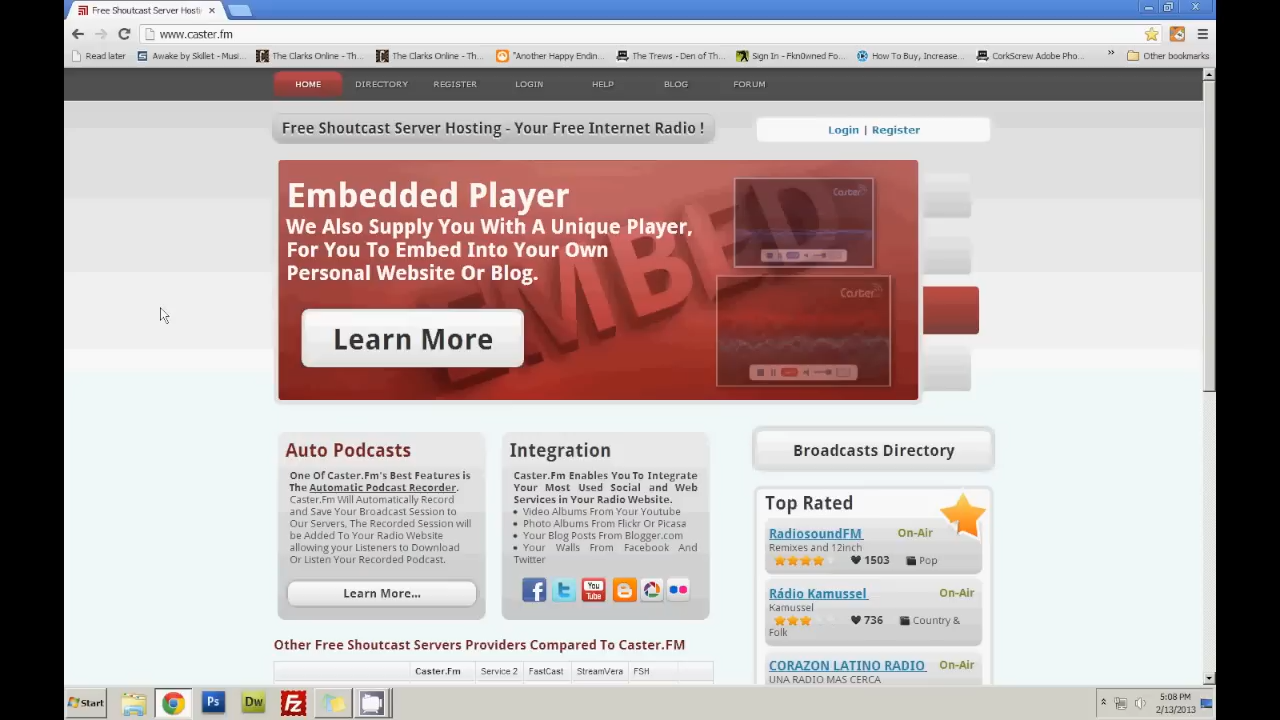 Free Shoutcast Server Hosti
www.caster.fm
Read later
Awake by Skillet - Musi...
The Clarks Online - Th...
The Clarks Online - Th...
"Another Happy Endin...
The Trews - Den of Th...
Sign In - Fkn0wned Fo...
How To Buy, Increase...
CorkScrew Adobe Pho...
»
Other bookmarks
HOME
DIRECTORY
REGISTER
LOGIN
HELP
BLOG
FORUM
Free Shoutcast Server Hosting - Your Free Internet Radio !
Login | Register
Embedded Player
We Also Supply You With A Unique Player,
For You To Embed Into Your Own
Personal Website Or Blog.
Learn More
EMBED
Caster
Caster
Auto Podcasts
One Of Caster.Fm's Best Features is
The Automatic Podcast Recorder.
Caster.Fm Will Automatically Record
and Save Your Broadcast Session to
Our Servers, The Recorded Session will
be Added To Your Radio Website
allowing your Listeners to Download
Or Listen Your Recorded Podcast.
Learn More...
Integration
Caster.Fm Enables You To Integrate
Your Most Used Social and Web
Services in Your Radio Website.
• Video Albums From Your Youtube
• Photo Albums From Flickr Or Picasa
• Your Blog Posts From Blogger.com
• Your Walls From Facebook And
Twitter
You
Tube
Broadcasts Directory
Top Rated
RadiosoundFM
On-Air
Remixes and 12inch
1503
Pop
Rádio Kamussel
On-Air
Kamussel
736
Country &
Folk
CORAZON LATINO RADIO
On-Air
UNA RADIO MAS CERCA
Other Free Shoutcast Servers Providers Compared To Caster.FM
Caster.Fm
Service 2
FastCast
StreamVera
FSH
Start
Ps
Dw
Fz
5:08 PM
2/13/2013